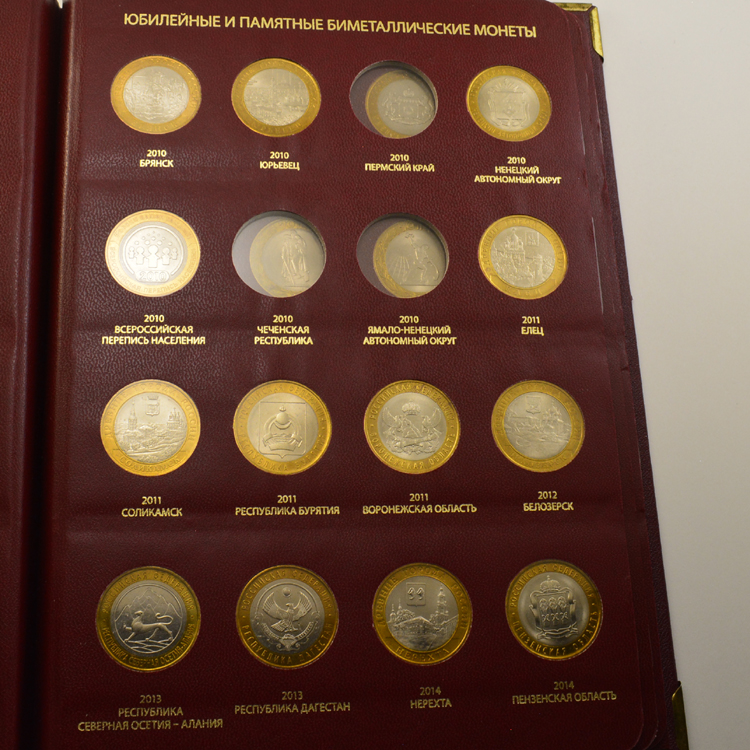 ЮБИЛЕЙНЫЕ И ПАМЯТНЫЕ БИМЕТАЛЛИЧЕСКИЕ МОНЕТЫ
2010
БРЯНСК
2010
ЮРЬЕВЕЦ
2010
ПЕРМСКИЙ КРАЙ
2010
НЕНЕЦКИЙ
АВТОНОМНЫЙ ОКРУГ
2010
ВСЕРОССИЙСКАЯ
ПЕРЕПИСЬ НАСЕЛЕНИЯ
2010
ЧЕЧЕНСКАЯ
РЕСПУБЛИКА
2010
ЯМАЛО-НЕНЕЦКИЙ
АВТОНОМНЫЙ ОКРУГ
2011
ЕЛЕЦ
2011
СОЛИКАМСК
2011
РЕСПУБЛИКА БУРЯТИЯ
2011
ВОРОНЕЖСКАЯ ОБЛАСТЬ
2012
БЕЛОЗЕРСК
2013
РЕСПУБЛИКА
СЕВЕРНАЯ ОСЕТИЯ – АЛАНИЯ
2013
РЕСПУБЛИКА ДАГЕСТАН
2014
НЕРЕХТА
2014
ПЕНЗЕНСКАЯ ОБЛАСТЬ